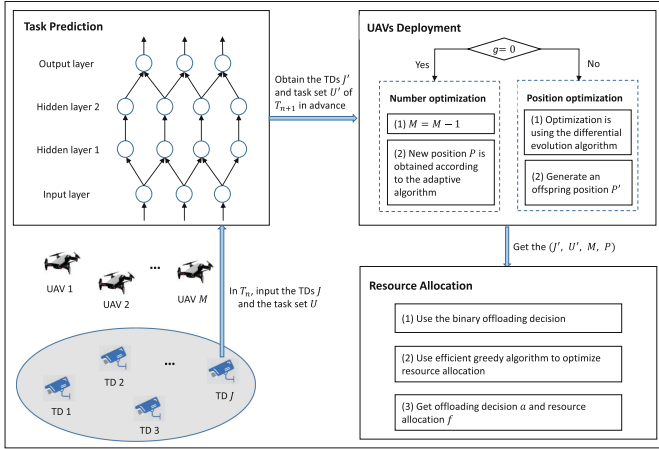 Task Prediction
Output layer
Hidden layer 2
Hidden layer 1
Input layer
Obtain the TDs J′
and task set U′ of
Tₙ₊₁ in advance
UAVs Deployment
g= 0
Yes
No
Number optimization
(1) M = M − 1
(2) New position P is
obtained according
to the adaptive
algorithm
Position optimization
(1) Optimization is
using the differential
evolution algorithm
(2) Generate an
offspring position P′
Get the (J′, U′, M, P)
UAV 1
UAV 2
...
UAV M
In Tₙ, input the TDs J
and the task set U
TD 1
TD 2
TD 3
...
TD J
Resource Allocation
(1) Use the binary offloading decision
(2) Use efficient greedy algorithm to optimize
resource allocation
(3) Get offloading decision a and resource
allocation f